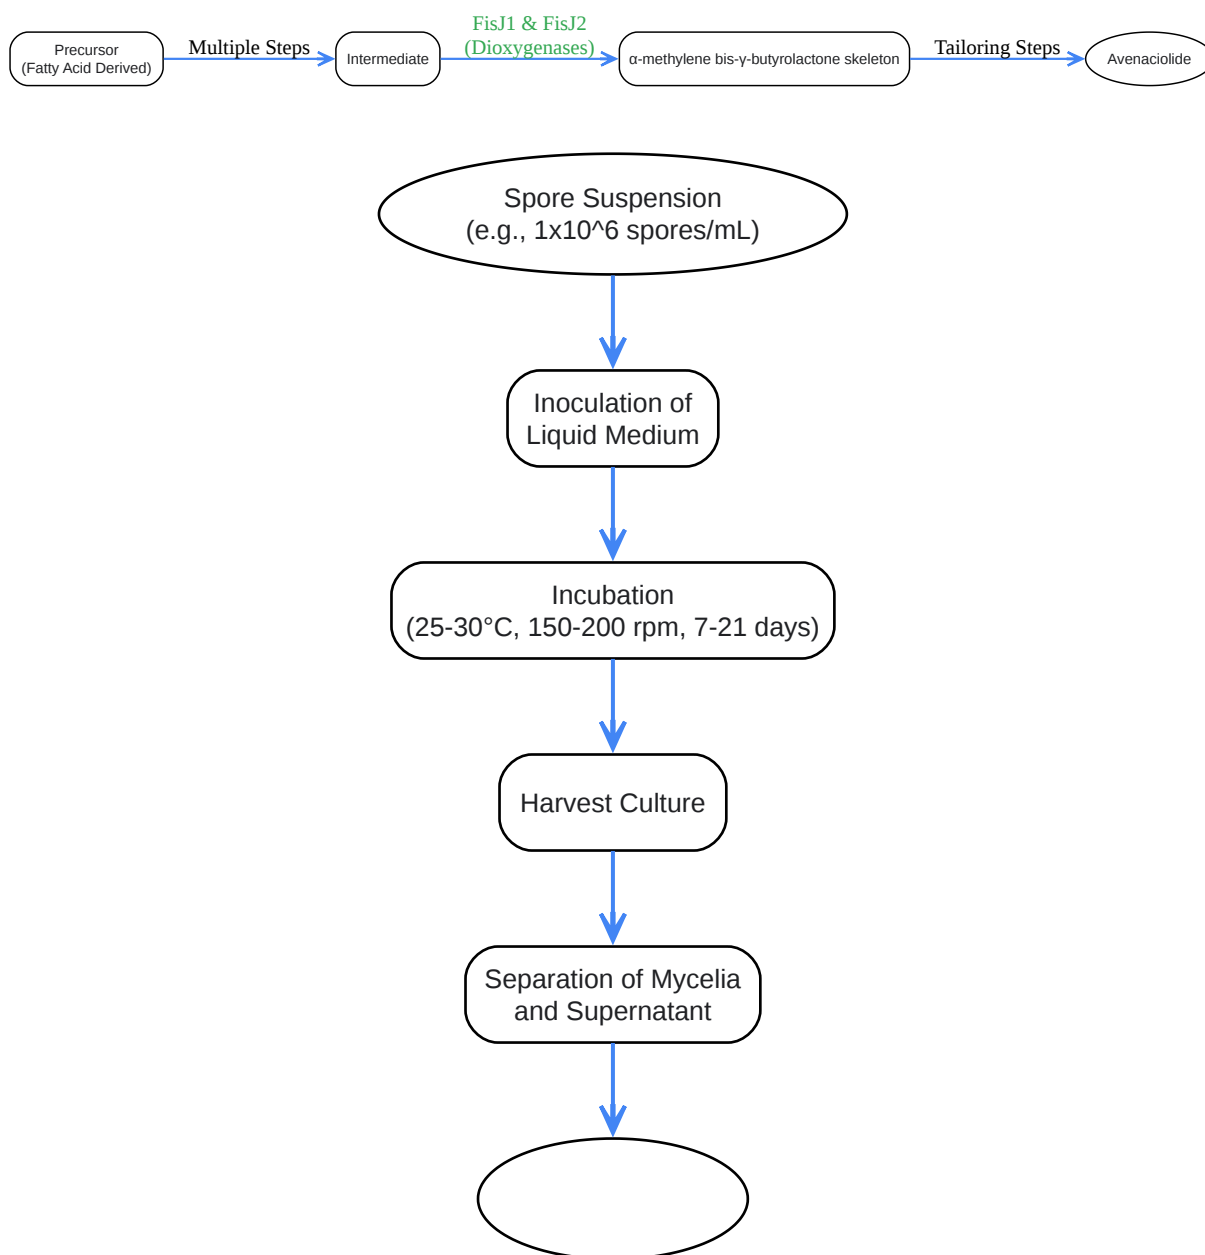 Precursor
(Fatty Acid Derived)
Multiple Steps
Intermediate
FisJ1 & FisJ2
(Dioxygenases)
α-methylene bis-γ-butyrolactone skeleton
Tailoring Steps
Avenaciolide
Spore Suspension
(e.g., 1x10^6 spores/mL)
Inoculation of
Liquid Medium
Incubation
(25-30°C, 150-200 rpm, 7-21 days)
Harvest Culture
Separation of Mycelia
and Supernatant